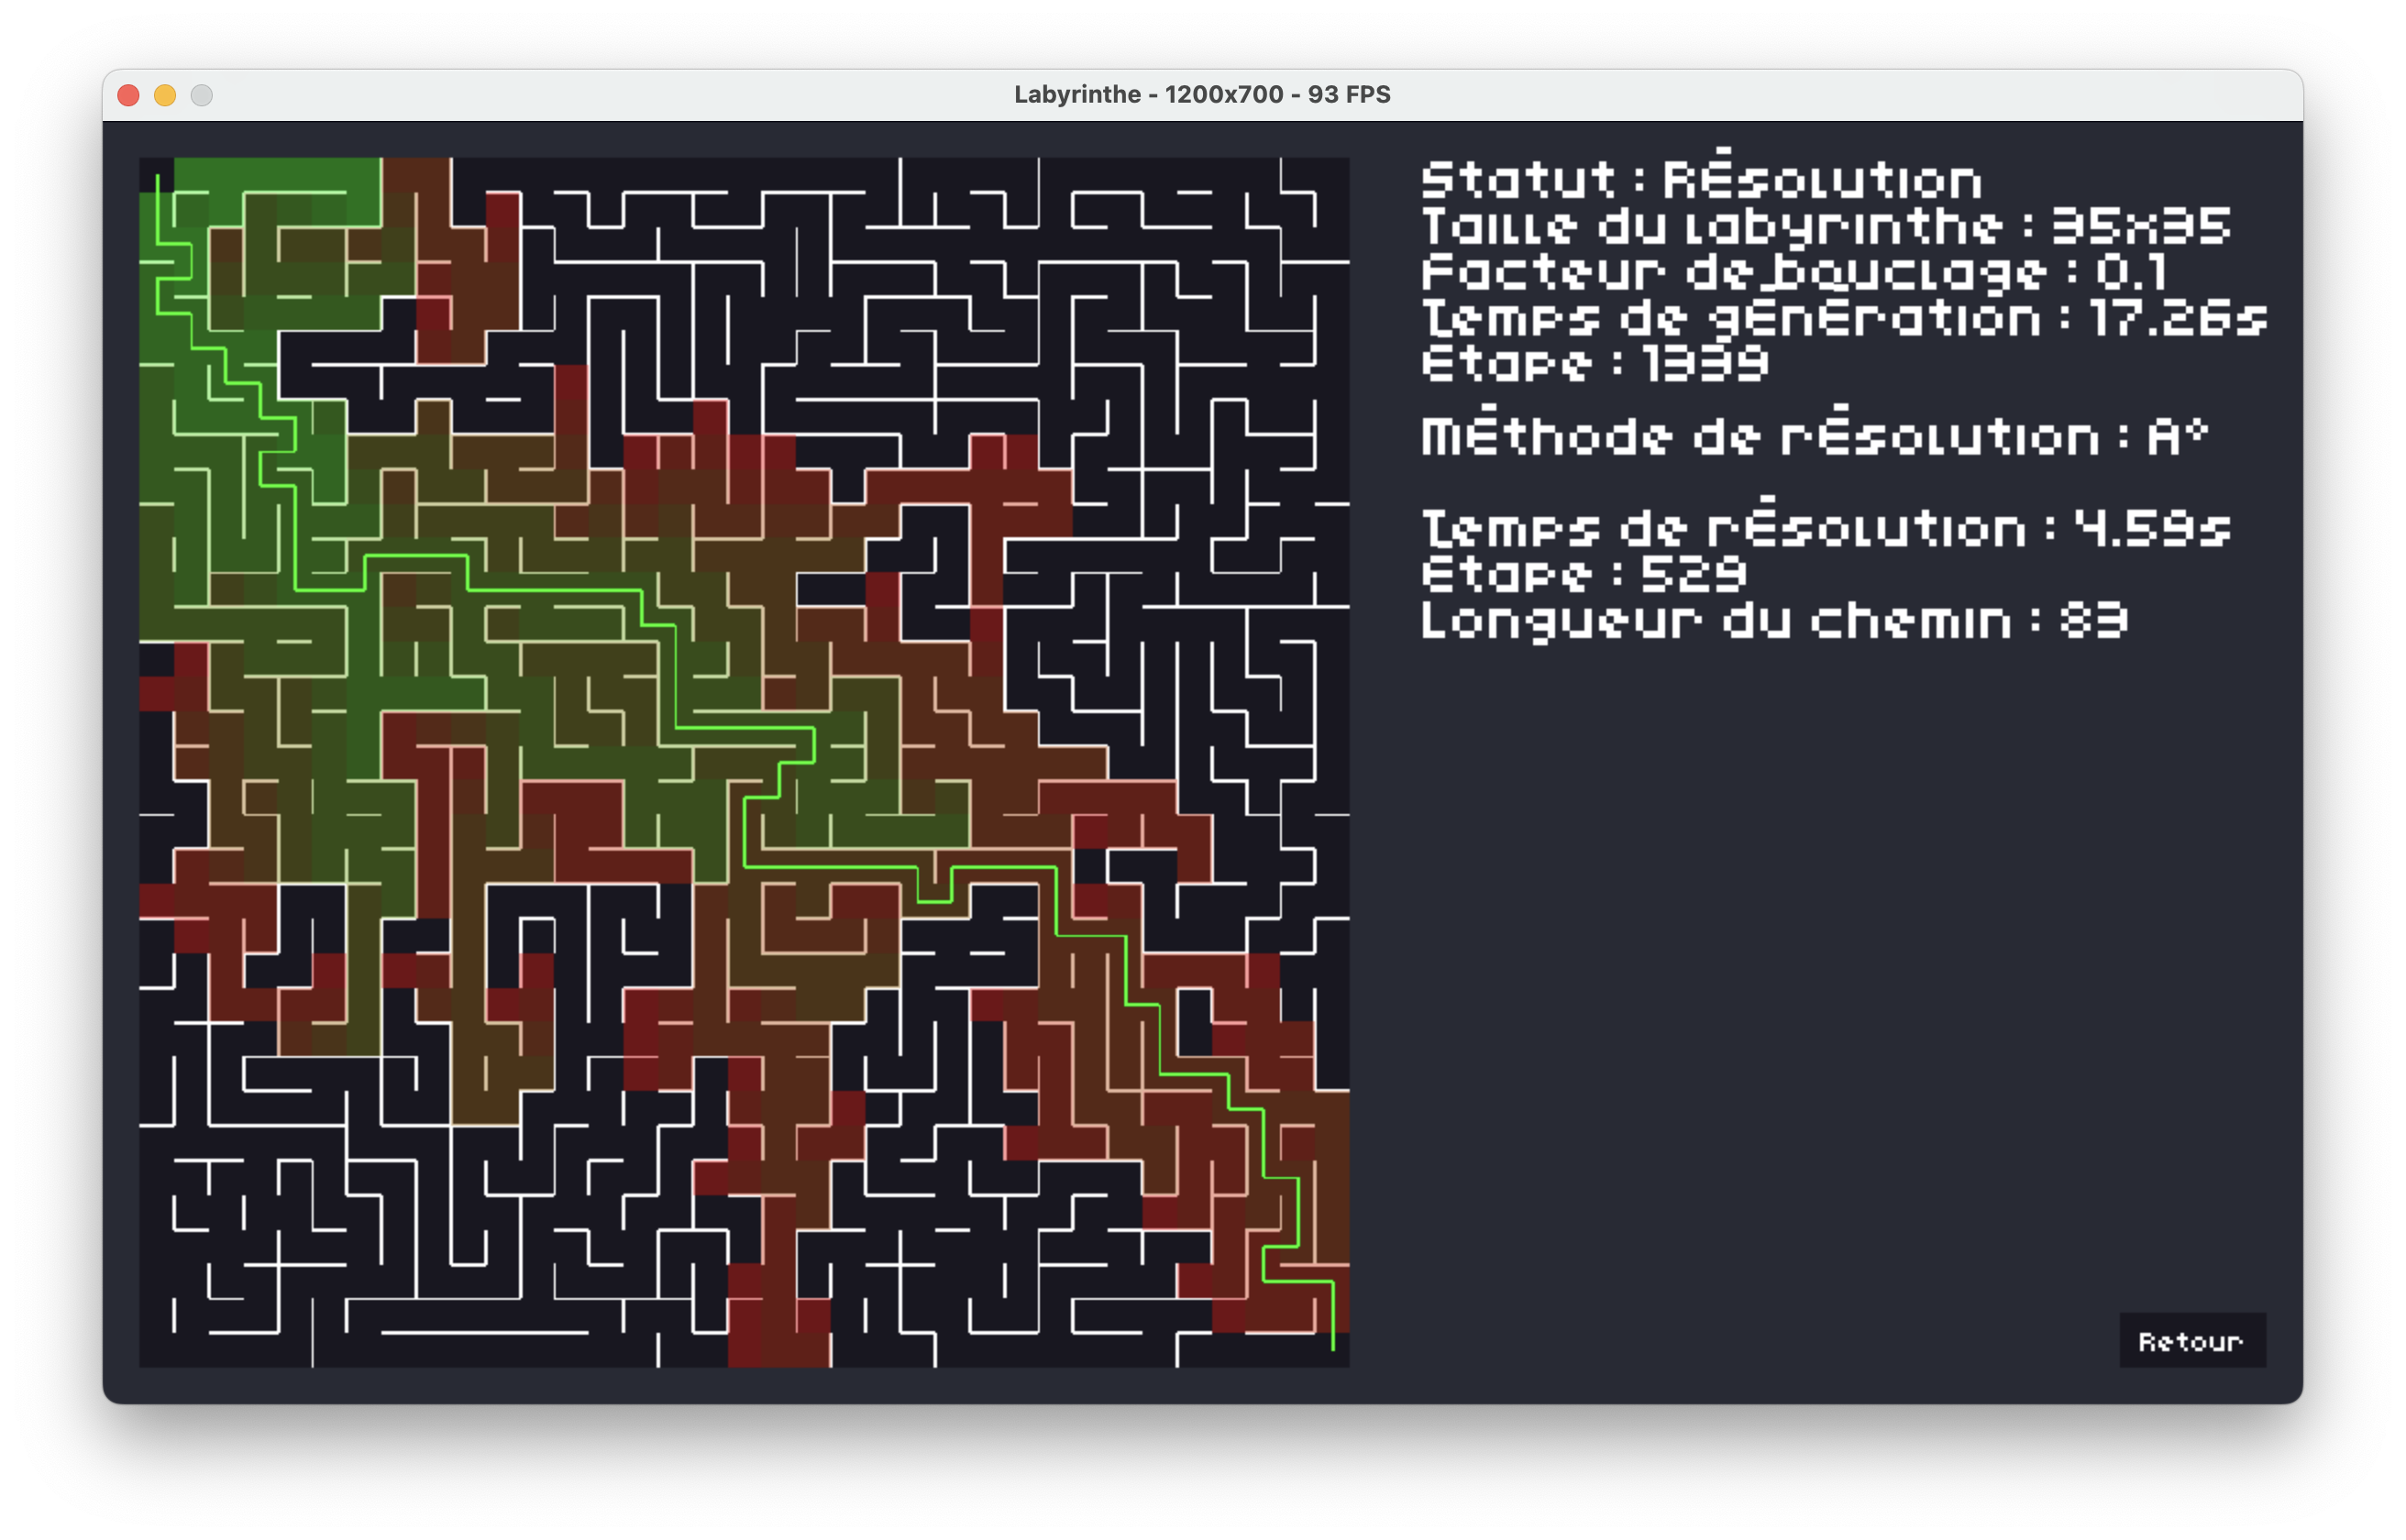 Labyrinthe - 1200x700 - 93 FPS
Statut : Résolution
Taille du labyrinthe : 35x35
Facteur de bouclage : 0.1
Temps de génération : 17.26s
Étape : 1339
Méthode de résolution : A*
Temps de résolution : 4.59s
Étape : 529
Longueur du chemin : 83
Retour